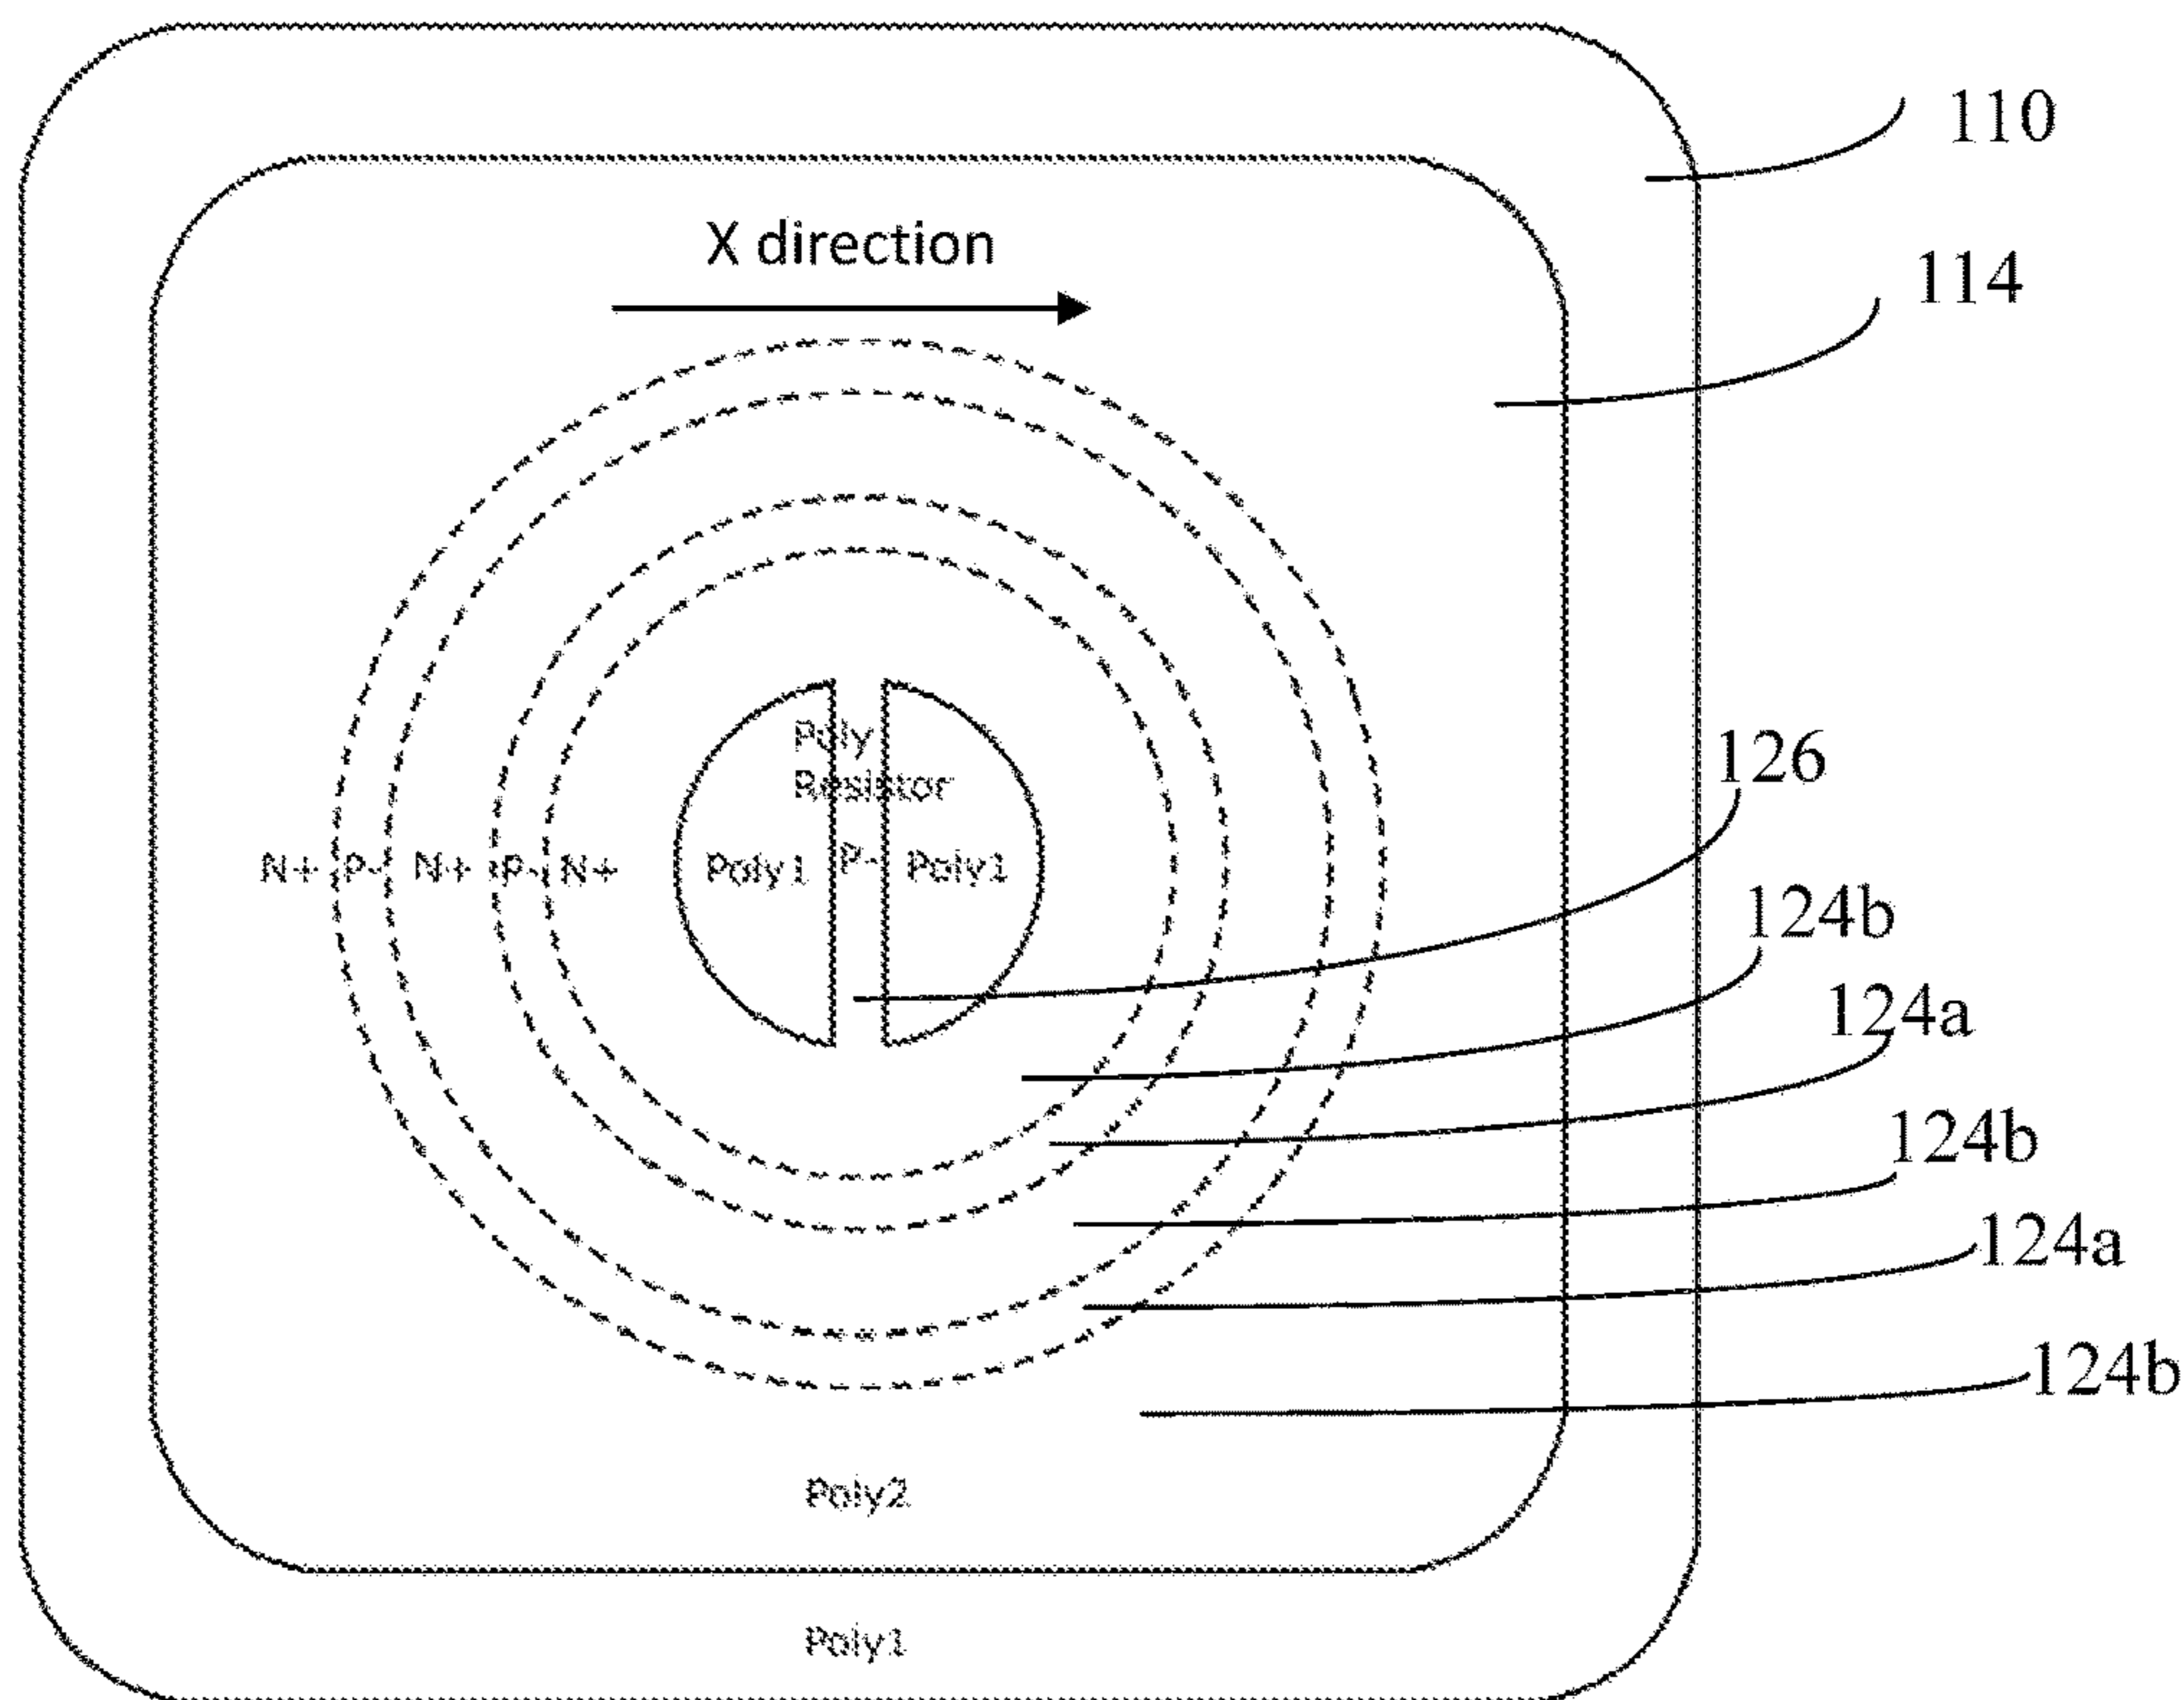 110
114
X direction
126
Poly
Resistor
N+ P- N+ P- N+ Poly1 P- Poly1
124b
124a
124b
124a
124b
Poly2
Poly1